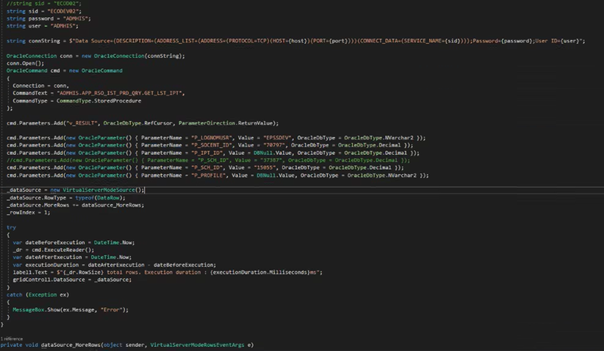 //string sid = "ECODB2";
string sid = "ECODEV02";
string password = "ADMHIS";
string user = "ADMHIS";
string connString = $"Data Source=(DESCRIPTION=(ADDRESS_LIST=(ADDRESS=(PROTOCOL=TCP)(HOST={host})(PORT={port})))(CONNECT_DATA=(SERVICE_NAME={sid})));Password={password};User ID={user}";
OracleConnection conn = new OracleConnection(connString);
conn.Open();
OracleCommand cmd = new OracleCommand
{
Connection = conn,
CommandText = "ADMHIS.APP_RSO_IST_PRD_QRY.GET_LST_IPT",
CommandType = CommandType.StoredProcedure
};
cmd.Parameters.Add("v_RESULT", OracleDbType.RefCursor, ParameterDirection.ReturnValue);
cmd.Parameters.Add(new OracleParameter() { ParameterName = "P_LOGNOMUSR", Value = "EPSSDEV", OracleDbType = OracleDbType.NVarchar2 });
cmd.Parameters.Add(new OracleParameter() { ParameterName = "P_SOCENT_ID", Value = "70797", OracleDbType = OracleDbType.Decimal });
cmd.Parameters.Add(new OracleParameter() { ParameterName = "P_IPT_ID", Value = DBNull.Value, OracleDbType = OracleDbType.Decimal });
//cmd.Parameters.Add(new OracleParameter() { ParameterName = "P_SCH_ID", Value = "37397", OracleDbType = OracleDbType.Decimal });
cmd.Parameters.Add(new OracleParameter() { ParameterName = "P_SCH_ID", Value = "15055", OracleDbType = OracleDbType.Decimal });
cmd.Parameters.Add(new OracleParameter() { ParameterName = "P_PROFILE", Value = DBNull.Value, OracleDbType = OracleDbType.NVarchar2 });
_dataSource = new VirtualServerModeSource();
_dataSource.RowType = typeof(DataRow);
_dataSource.MoreRows += dataSource_MoreRows;
_rowIndex = 1;
try
{
var dateBeforeExecution = DateTime.Now;
_dr = cmd.ExecuteReader();
var dateAfterExecution = DateTime.Now;
var executionDuration = dateAfterExecution - dateBeforeExecution;
label1.Text = $"{_dr.RowSize} total rows. Execution duration : {executionDuration.Milliseconds}ms";
gridControl1.DataSource = _dataSource;
}
catch (Exception ex)
{
MessageBox.Show(ex.Message, "Error");
}
}
private void dataSource_MoreRows(object sender, VirtualServerModeRowsEventArgs e)